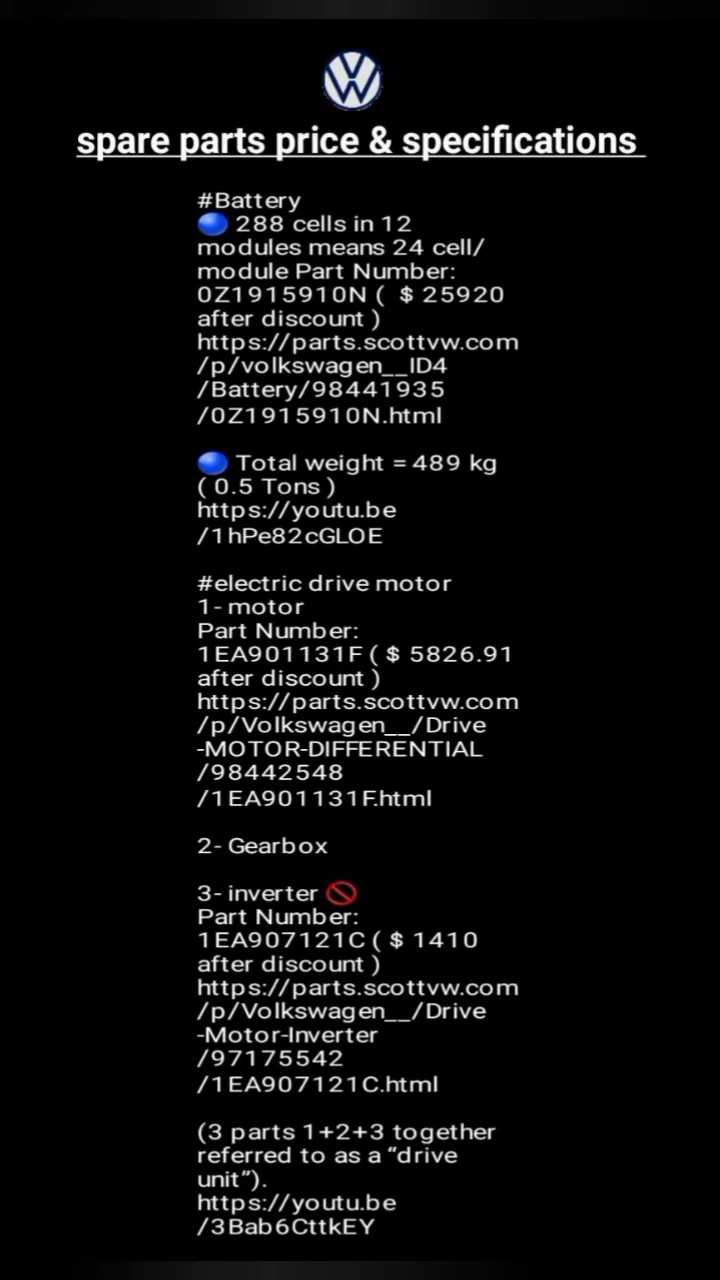 spare parts price & specifications
#Battery
🔵 288 cells in 12
modules means 24 cell/
module Part Number:
0Z1915910N ( $ 25920
after discount )
https://parts.scottvw.com
/p/volkswagen__ID4
/Battery/98441935
/0Z1915910N.html
🔵 Total weight = 489 kg
( 0.5 Tons )
https://youtu.be
/1hPe82cGLOE
#electric drive motor
1- motor
Part Number:
1EA901131F ( $ 5826.91
after discount )
https://parts.scottvw.com
/p/Volkswagen__/Drive
-MOTOR-DIFFERENTIAL
/98442548
/1EA901131F.html
2- Gearbox
3- inverter 🚫
Part Number:
1EA907121C ( $ 1410
after discount )
https://parts.scottvw.com
/p/Volkswagen__/Drive
-Motor-Inverter
/97175542
/1EA907121C.html
(3 parts 1+2+3 together
referred to as a “drive
unit”).
https://youtu.be
/3Bab6CttkEY